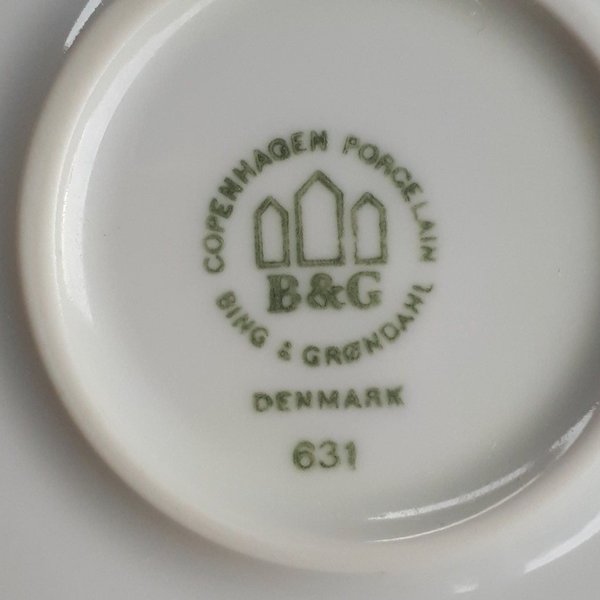 COPENHAGEN PORCELAIN
B&G
BING & GRØNDAHL
DENMARK
631